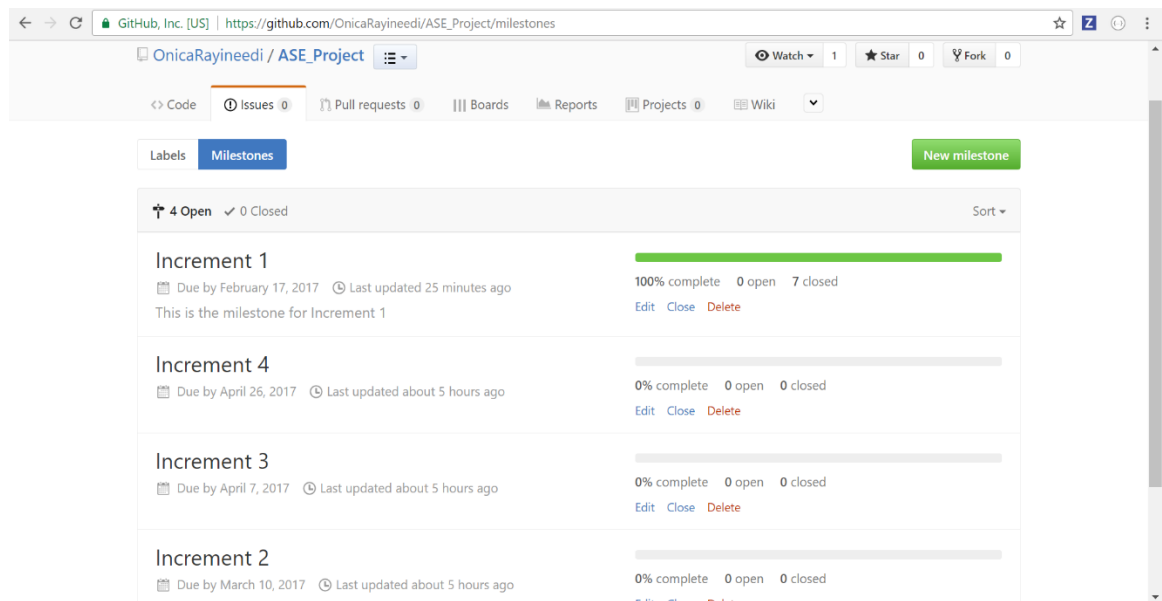 GitHub, Inc. [US] | https://github.com/OnicaRayineedi/ASE_Project/milestones
OnicaRayineedi / ASE_Project Watch 1 Star 0 Fork 0
<> Code Issues 0 Pull requests 0 Boards Reports Projects 0 Wiki
Labels Milestones New milestone
4 Open 0 Closed Sort
Increment 1
Due by February 17, 2017 Last updated 25 minutes ago
This is the milestone for Increment 1
100% complete 0 open 7 closed
Edit Close Delete
Increment 4
Due by April 26, 2017 Last updated about 5 hours ago
0% complete 0 open 0 closed
Edit Close Delete
Increment 3
Due by April 7, 2017 Last updated about 5 hours ago
0% complete 0 open 0 closed
Edit Close Delete
Increment 2
Due by March 10, 2017 Last updated about 5 hours ago
0% complete 0 open 0 closed